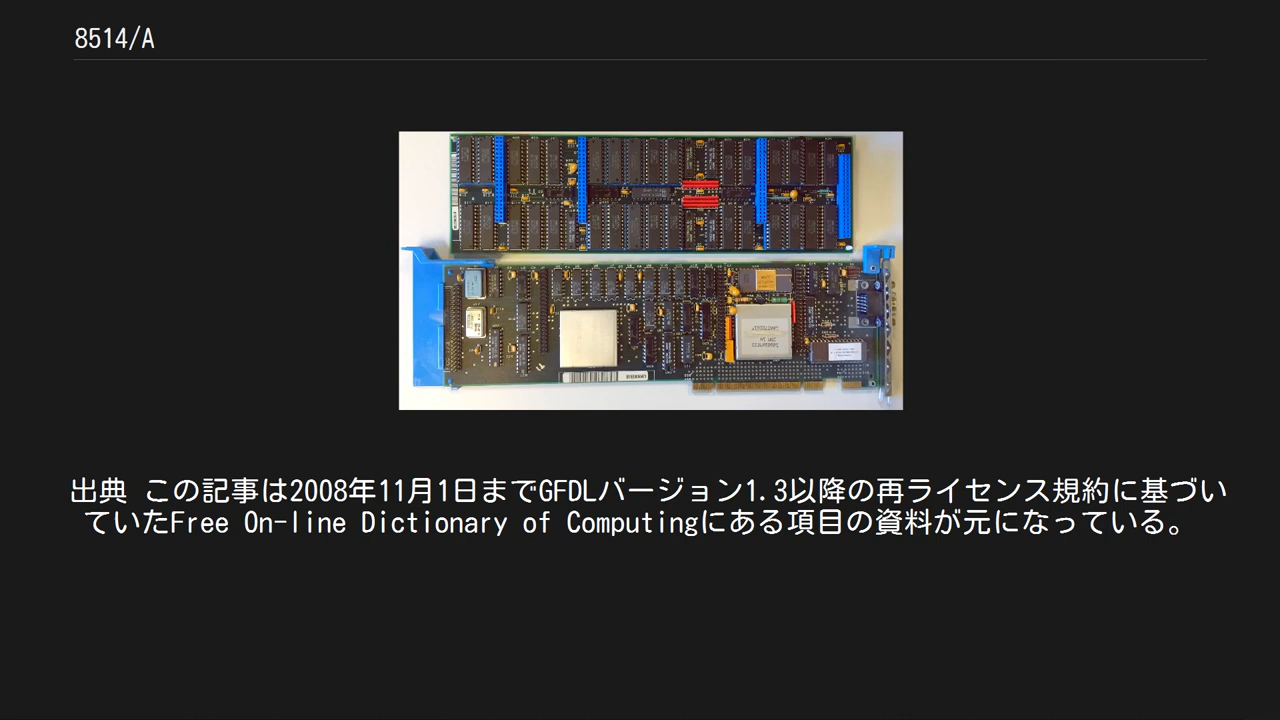 8514/A
出典 この記事は2008年11月1日までGFDLバージョン1.3以降の再ライセンス規約に基づい
ていたFree On-line Dictionary of Computingにある項目の資料が元になっている。